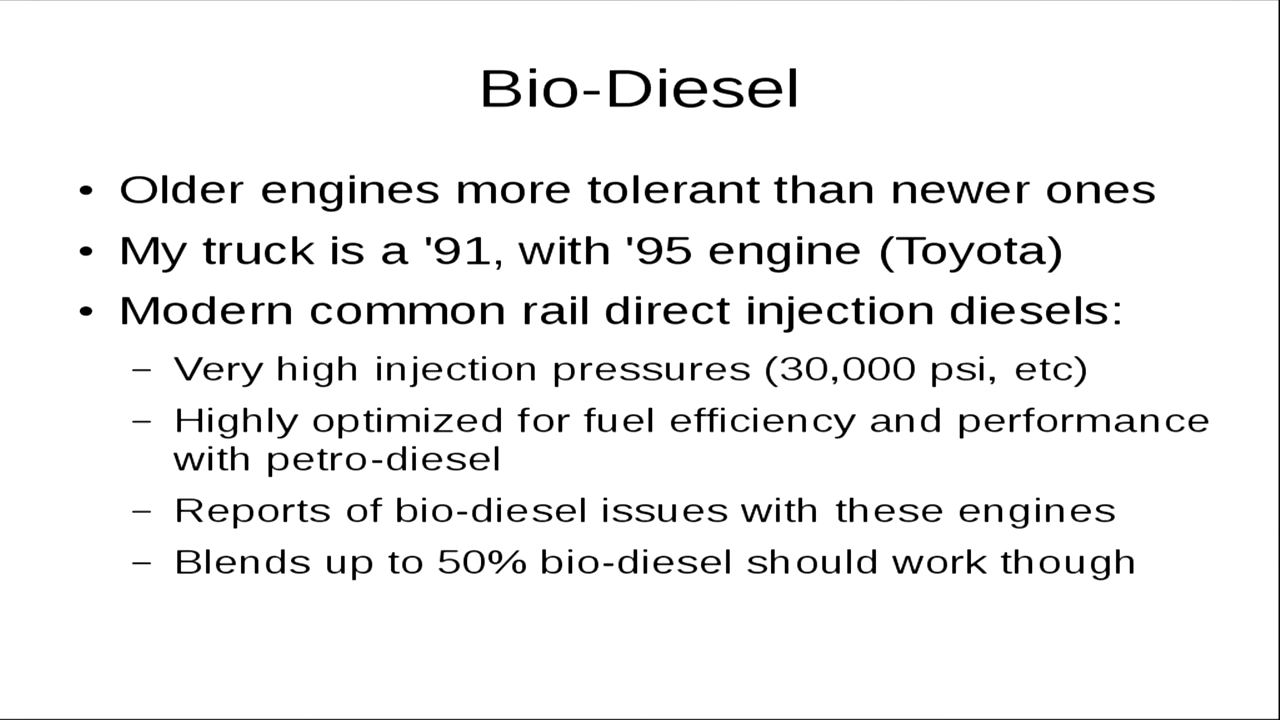 Bio-Diesel
• Older engines more tolerant than newer ones
• My truck is a '91, with '95 engine (Toyota)
• Modern common rail direct injection diesels:
– Very high injection pressures (30,000 psi, etc)
– Highly optimized for fuel efficiency and performance
with petro-diesel
– Reports of bio-diesel issues with these engines
– Blends up to 50% bio-diesel should work though